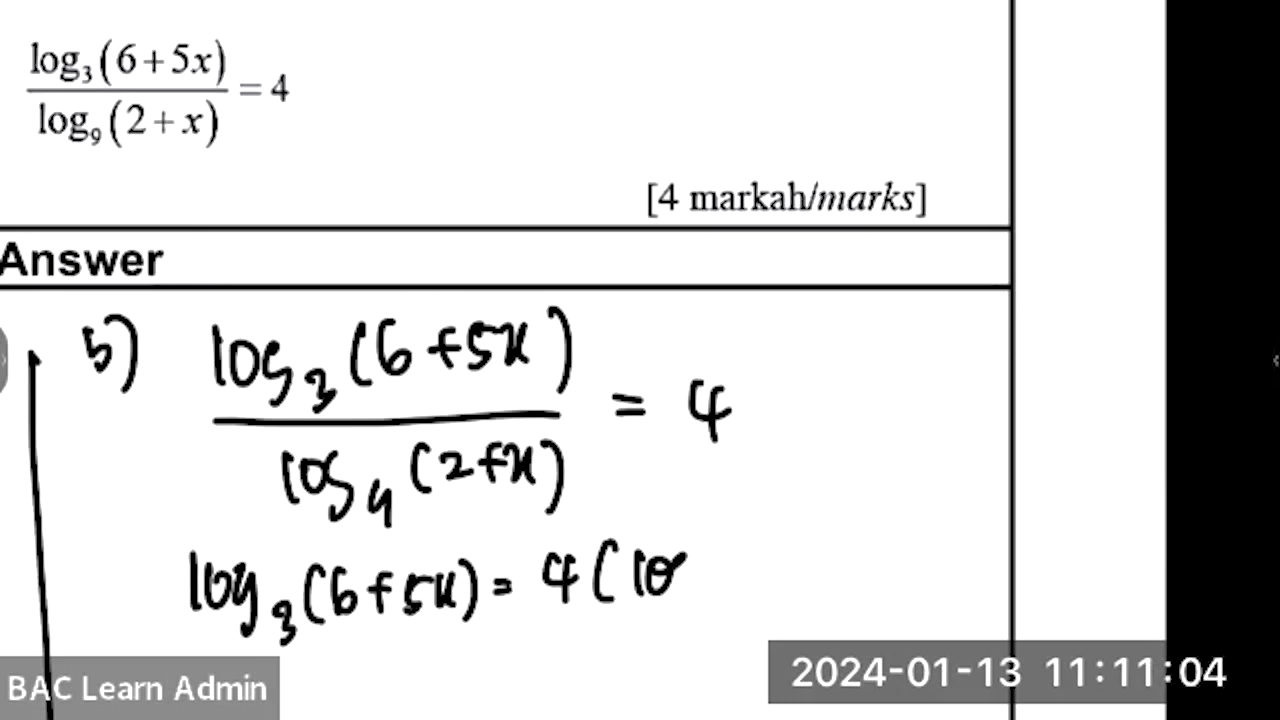 log₃(6+5x)
log₉(2+x)
= 4
[4 markah/marks]
Answer
5) log₃(6+5x)
log₉(2+x)
= 4
log₃(6+5x) = 4(lo
BAC Learn Admin
2024-01-13 11:11:04